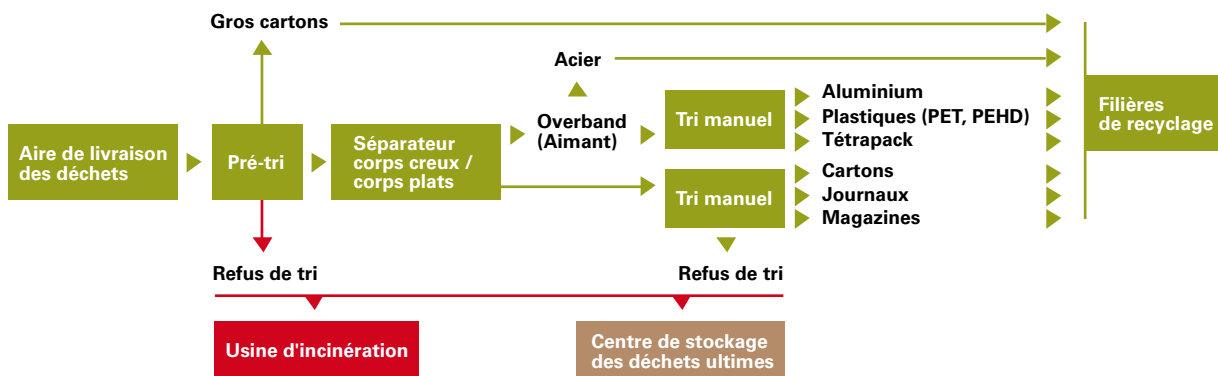 Gros cartons
Acier
Aire de livraison
des déchets
Pré-tri
Séparateur
corps creux /
corps plats
Overband
(Aimant)
Tri manuel
Aluminium
Plastiques (PET, PEHD)
Tétrapack
Tri manuel
Cartons
Journaux
Magazines
Filières
de recyclage
Refus de tri
Refus de tri
Usine d'incinération
Centre de stockage
des déchets ultimes